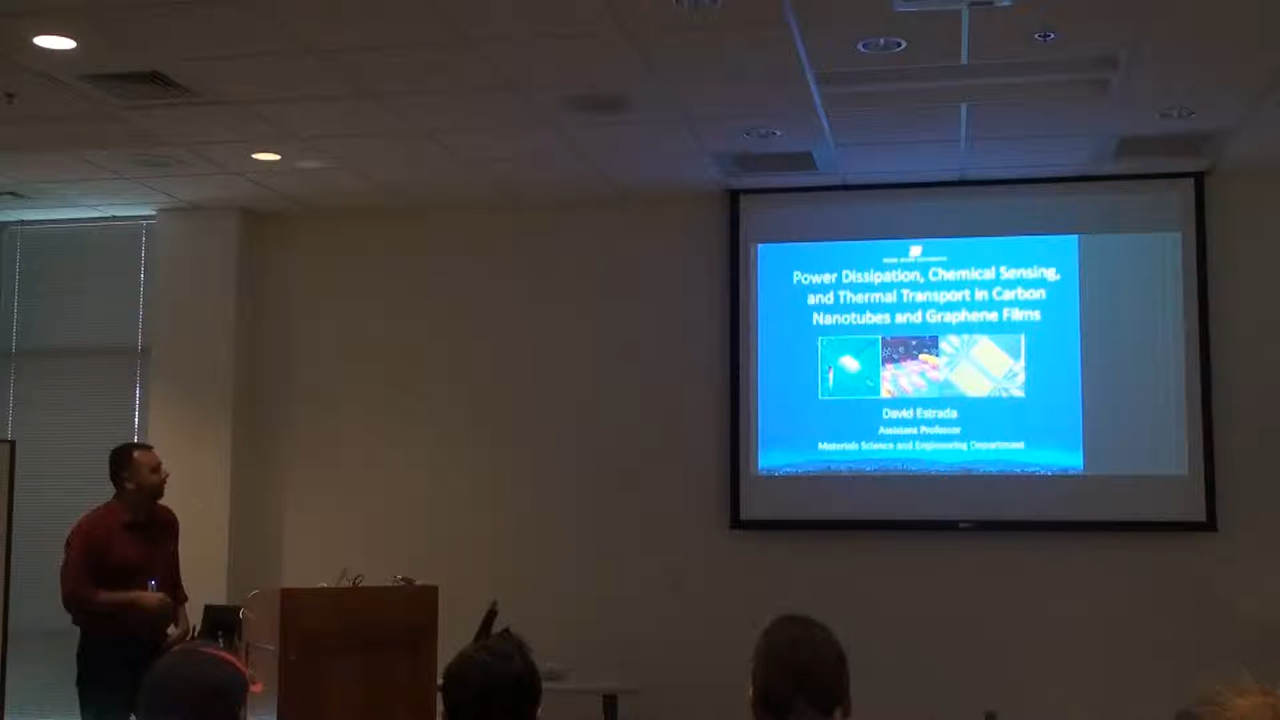 Power Dissipation, Chemical Sensing,
and Thermal Transport in Carbon
Nanotubes and Graphene Films
David Estrada
Assistant Professor
Materials Science and Engineering Department